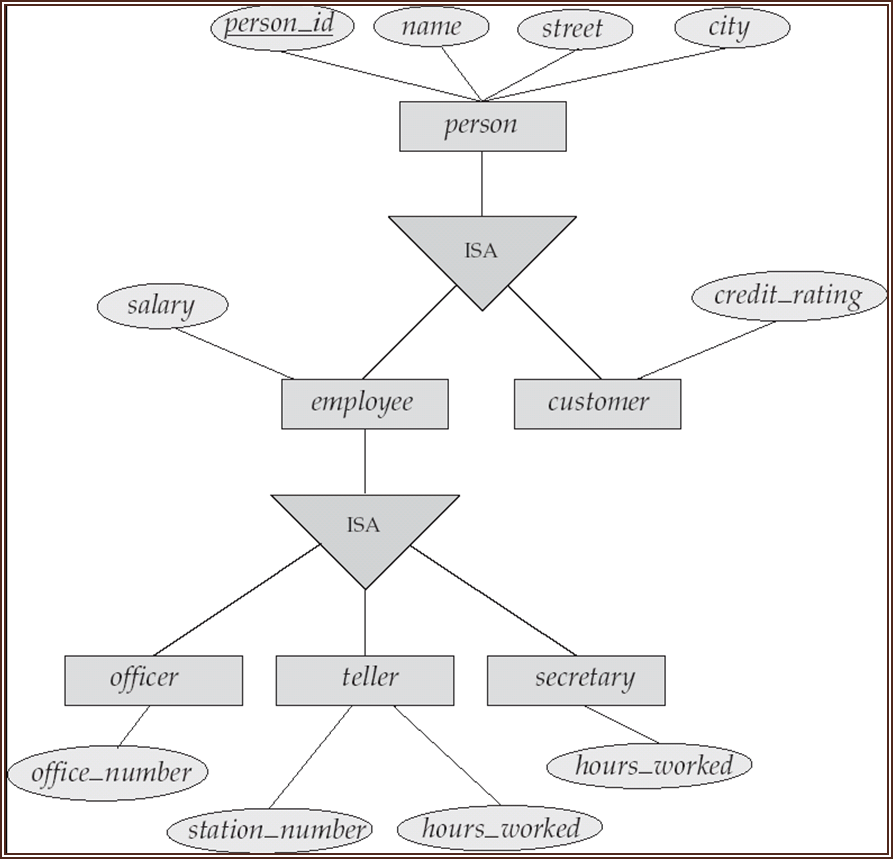 person_id
name
street
city
person
ISA
salary
credit_rating
employee
customer
ISA
officer
teller
secretary
office_number
hours_worked
station_number
hours_worked